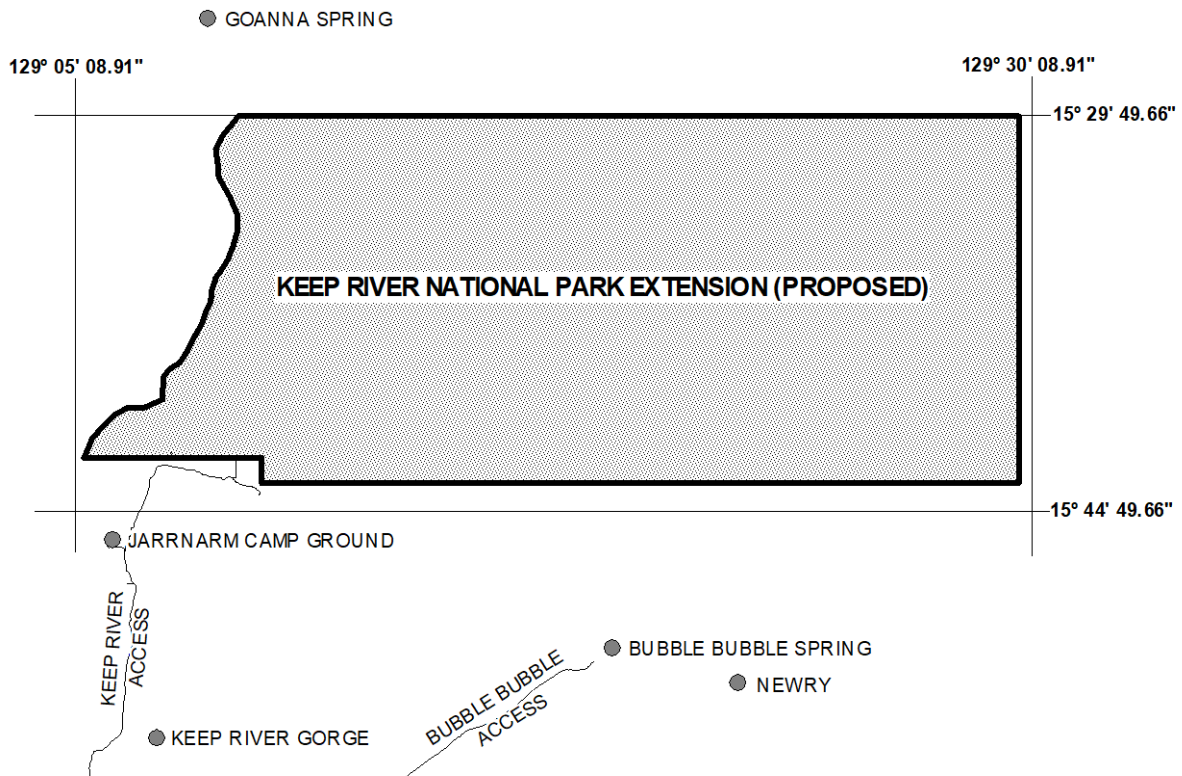 GOANNA SPRING
129° 05' 08.91"
129° 30' 08.91"
15° 29' 49.66"
KEEP RIVER NATIONAL PARK EXTENSION (PROPOSED)
15° 44' 49.66"
JARRNARM CAMP GROUND
KEEP RIVER
ACCESS
BUBBLE BUBBLE SPRING
NEWRY
BUBBLE BUBBLE
ACCESS
KEEP RIVER GORGE